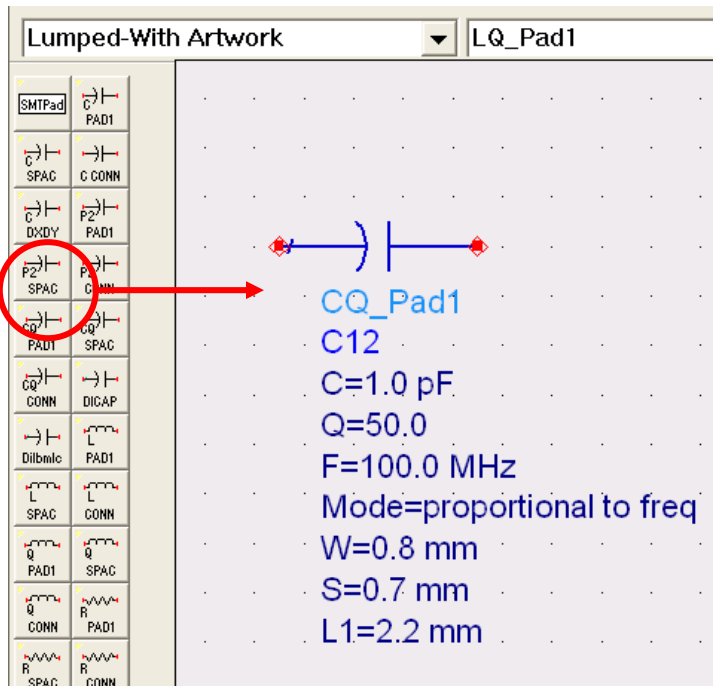 Lumped-With Artwork LQ_Pad1
SMTPad C PAD1
C SPAC C CONN
C DXDY P2 PAD1
P2 SPAC P2 CONN
CQ PAD1 CQ SPAC
CQ CONN DICAP
Dilbmlc L PAD1
L SPAC L CONN
Q PAD1 Q SPAC
Q CONN R PAD1
R SPAC R CONN
CQ_Pad1
C12
C=1.0 pF
Q=50.0
F=100.0 MHz
Mode=proportional to freq
W=0.8 mm
S=0.7 mm
L1=2.2 mm